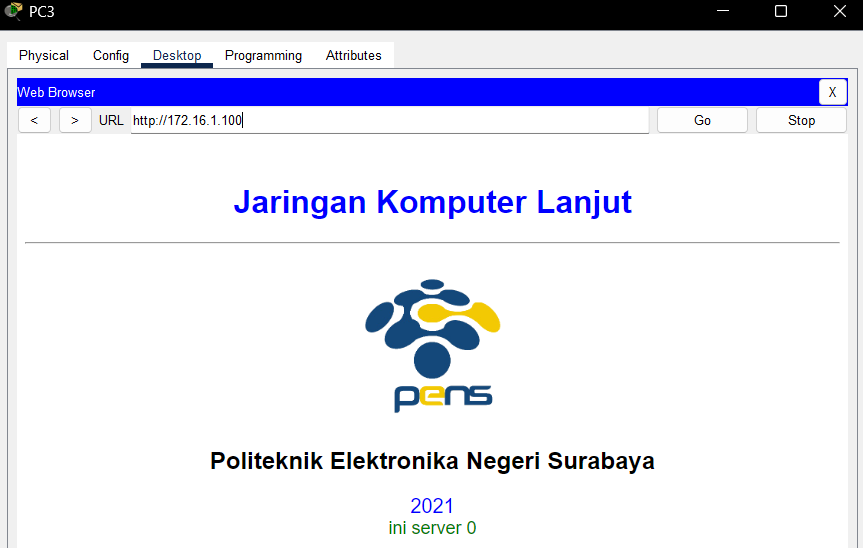 PC3
Physical Config Desktop Programming Attributes
Web Browser X
< > URL http://172.16.1.100 Go Stop
Jaringan Komputer Lanjut
pens
Politeknik Elektronika Negeri Surabaya
2021
ini server 0